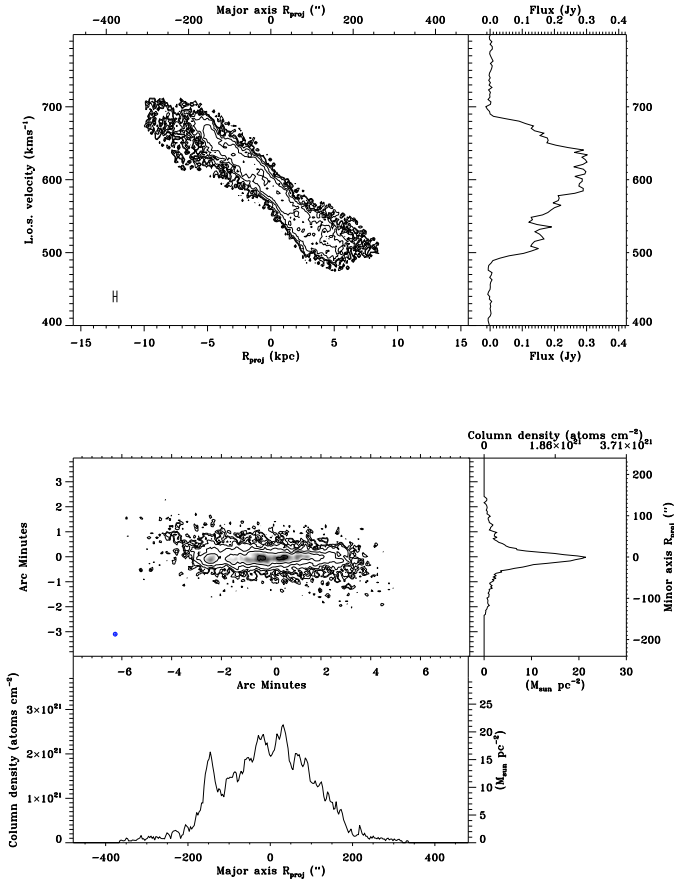 Major axis R_proj (")
-400 -200 0 200 400
Flux (Jy)
0.0 0.1 0.2 0.3 0.4
L.o.s. velocity (kms⁻¹)
700
600
500
400
700
600
500
400
H
-15 -10 -5 0 5 10 15
R_proj (kpc)
0.0 0.1 0.2 0.3 0.4
Flux (Jy)
Column density (atoms cm⁻²)
0 1.86×10²¹ 3.71×10²¹
Arc Minutes
3
2
1
0
-1
-2
-3
200
100
0
-100
-200
Minor axis R_proj (")
-6 -4 -2 0 2 4 6
Arc Minutes
0 10 20 30
(M_sun pc⁻²)
Column density (atoms cm⁻²)
3×10²¹
2×10²¹
1×10²¹
0
25
20
15
10
5
0
(M_sun pc⁻²)
-400 -200 0 200 400
Major axis R_proj (")